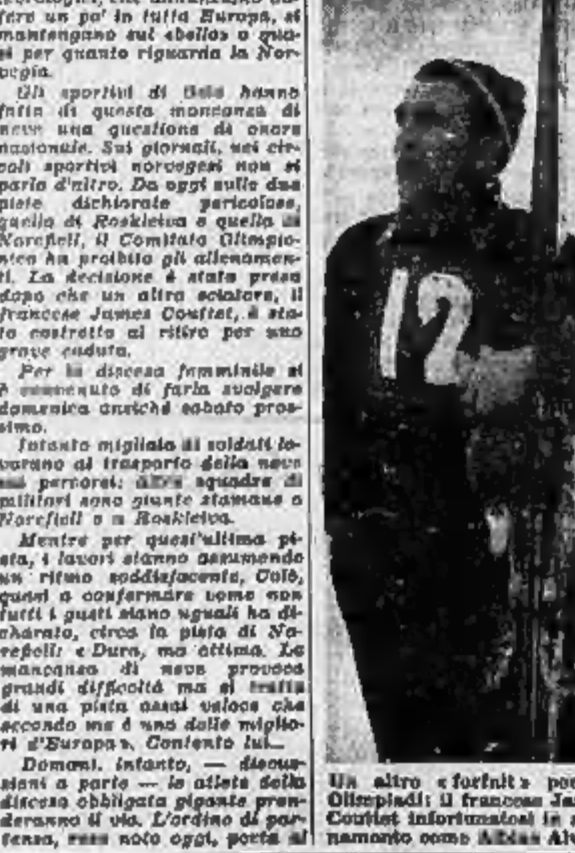 fare un po' in tutta Europa, si
mantengano sul «bello» o qua-
si per quanto riguarda la Nor-
vegia.
Gli sportivi di Oslo hanno
fatto di questa mancanza di
neve una questione di onore
nazionale. Sui giornali, nei cir-
coli sportivi norvegesi non si
parla d'altro. Da oggi sulle due
piste dichiarate pericolose,
quella di Roskleiva e quella di
Norefiell, il Comitato Olimpio-
nico ha proibito gli allenamen-
ti. La decisione è stata presa
dopo che un altro sciatore, il
francese James Couttet, è sta-
to costretto al ritiro per una
grave caduta.
Per la discesa femminile si
è convenuto di farla svolgere
domenica anziché sabato pros-
simo.
Intanto migliaia di soldati la-
vorano al trasporto della neve
sui percorsi; altre squadre di
militari sono giunte stamane a
Norefiell e a Roskleiva.
Mentre per quest'ultima pi-
sta, i lavori stanno assumendo
un ritmo soddisfacente, Colò,
quasi a confermare come non
tutti i gusti siano uguali ha di-
chiarato, circa la pista di No-
refiell: «Dura, ma ottima. La
mancanza di neve provoca
grandi difficoltà ma si tratta
di una pista assai veloce che
secondo me è una delle miglio-
ri d'Europa». Contento lui...
Domani, intanto, — discus-
sioni a parte — le atlete della
discesa obbligata gigante pren-
deranno il via. L'ordine di par-
tenza, reso noto oggi, porta al
12
Un altro «forfait» per
Olimpiadi: il francese Ja
Couttet infortunatosi in a
namento come